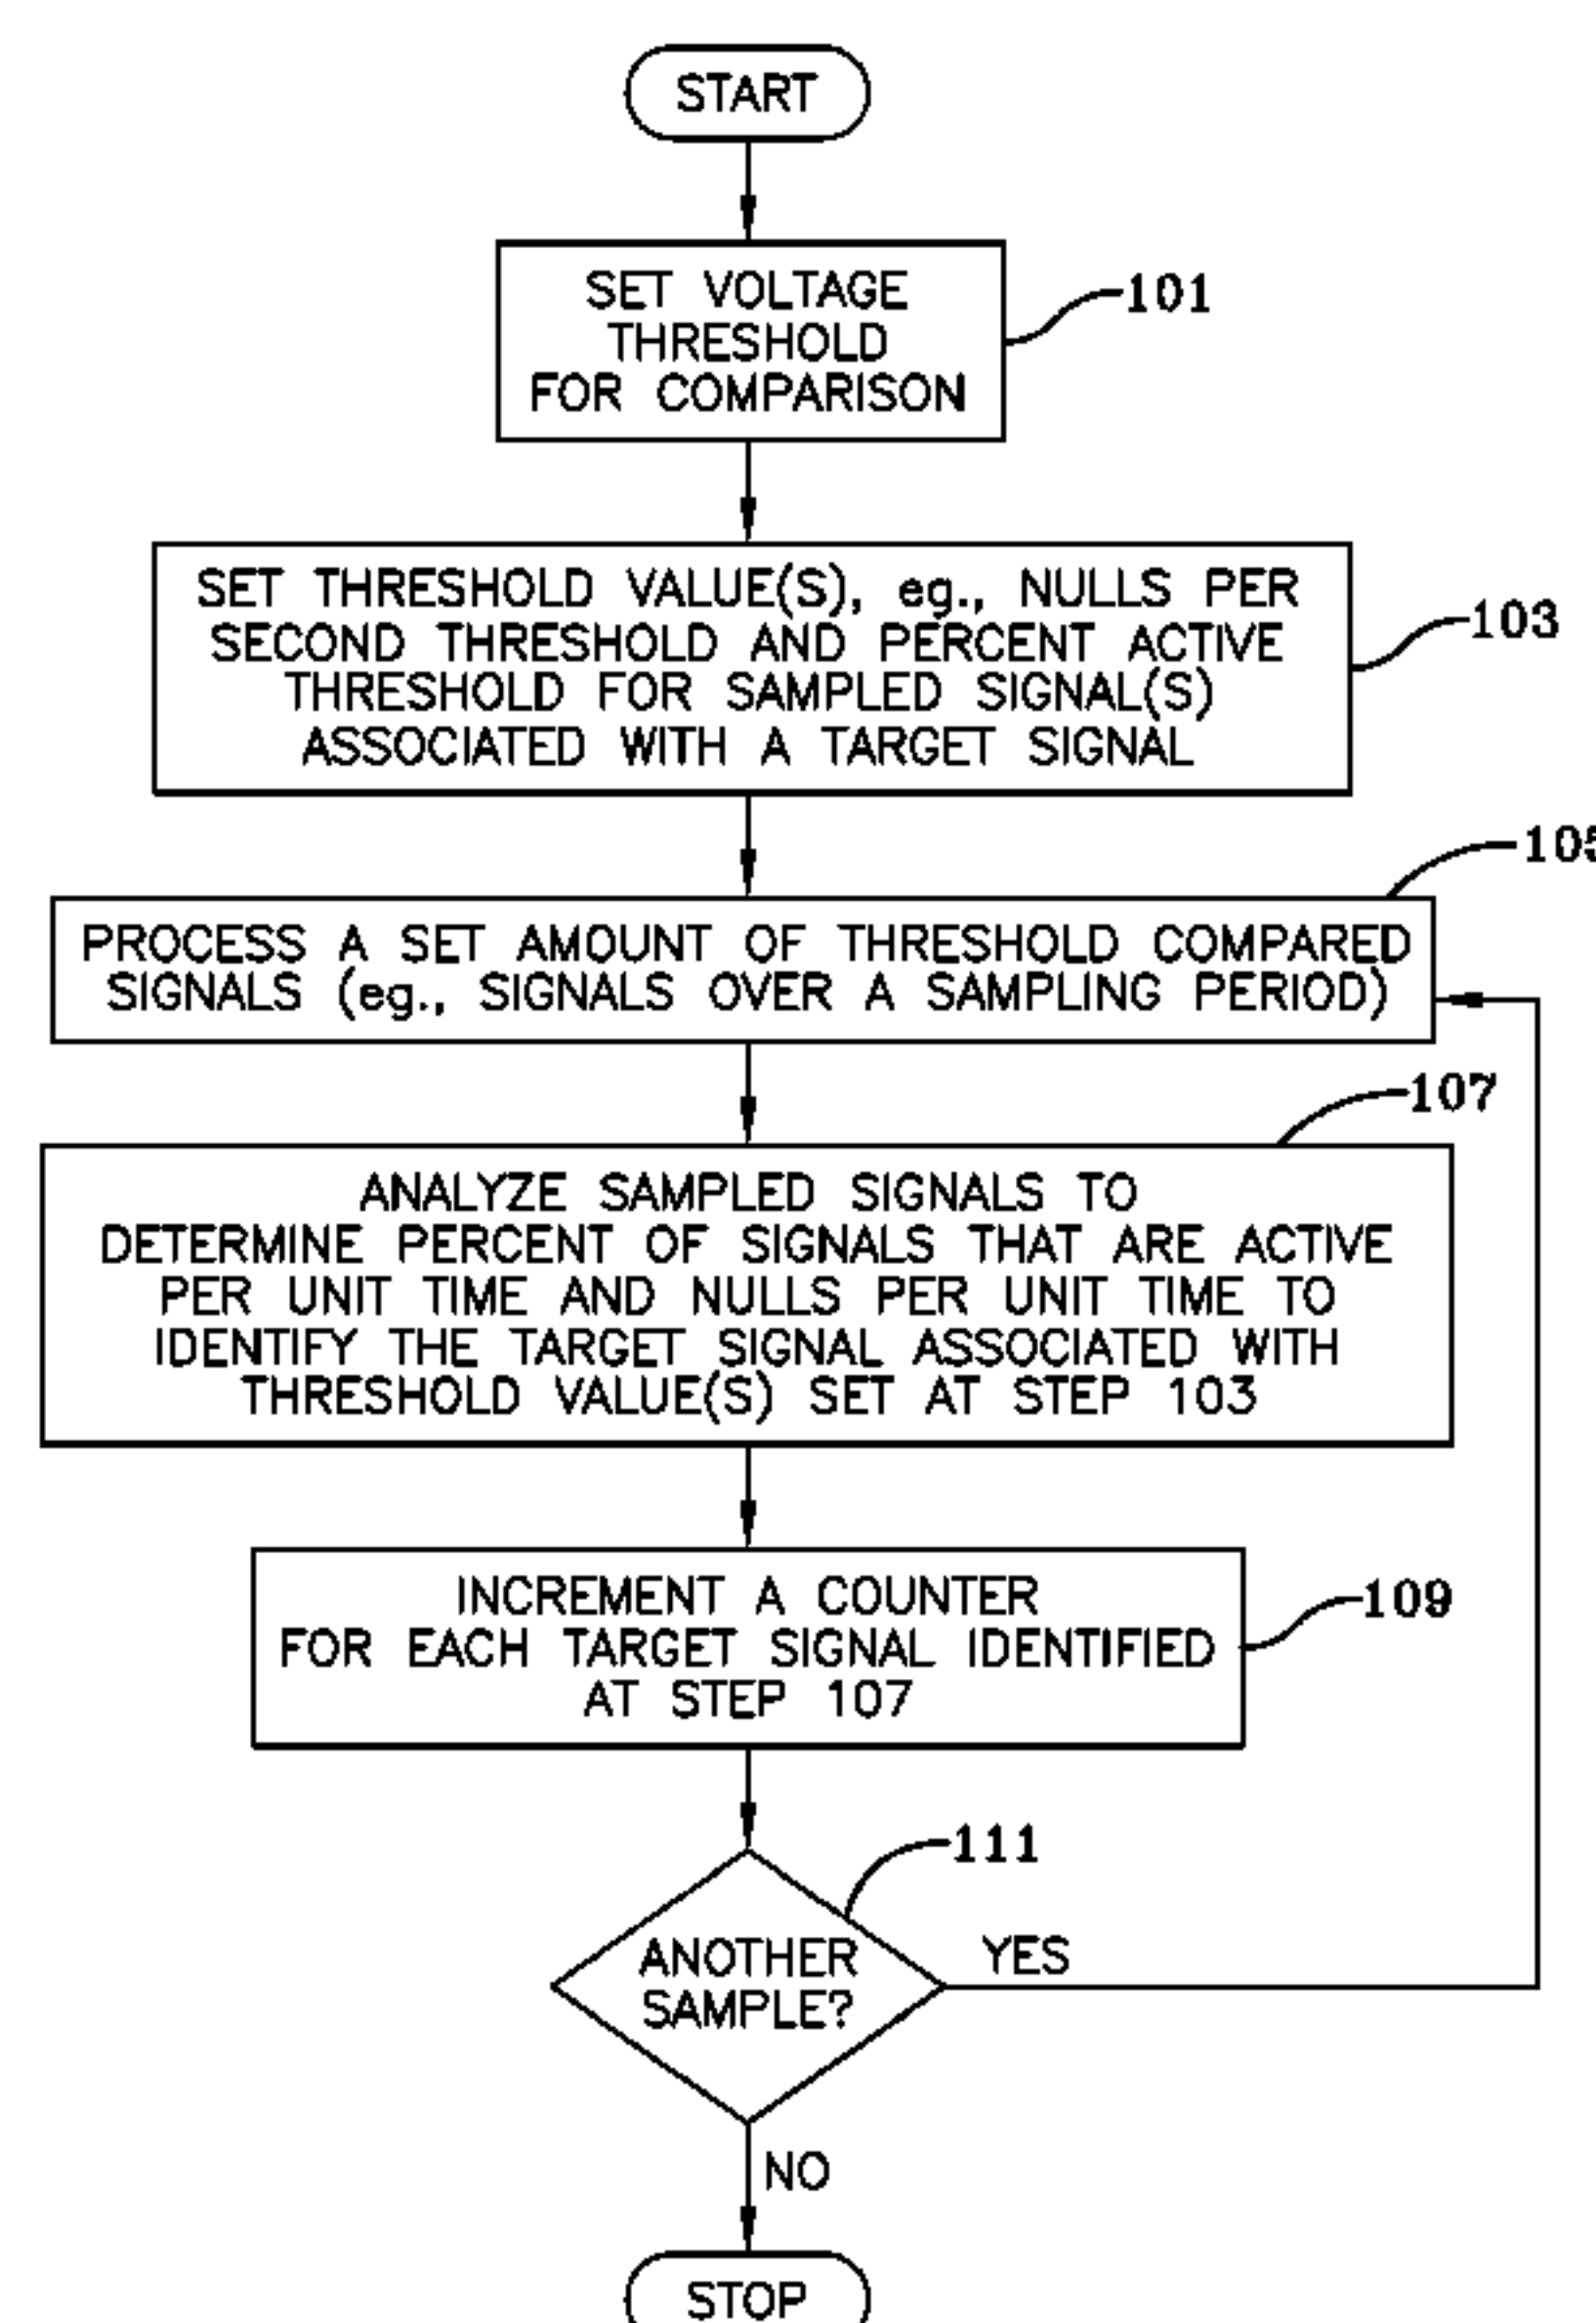 START
SET VOLTAGE
THRESHOLD
FOR COMPARISON
101
SET THRESHOLD VALUE(S), eg., NULLS PER
SECOND THRESHOLD AND PERCENT ACTIVE
THRESHOLD FOR SAMPLED SIGNAL(S)
ASSOCIATED WITH A TARGET SIGNAL
103
105
PROCESS A SET AMOUNT OF THRESHOLD COMPARED
SIGNALS (eg., SIGNALS OVER A SAMPLING PERIOD)
107
ANALYZE SAMPLED SIGNALS TO
DETERMINE PERCENT OF SIGNALS THAT ARE ACTIVE
PER UNIT TIME AND NULLS PER UNIT TIME TO
IDENTIFY THE TARGET SIGNAL ASSOCIATED WITH
THRESHOLD VALUE(S) SET AT STEP 103
INCREMENT A COUNTER
FOR EACH TARGET SIGNAL IDENTIFIED
AT STEP 107
109
111
ANOTHER
SAMPLE?
YES
NO
STOP